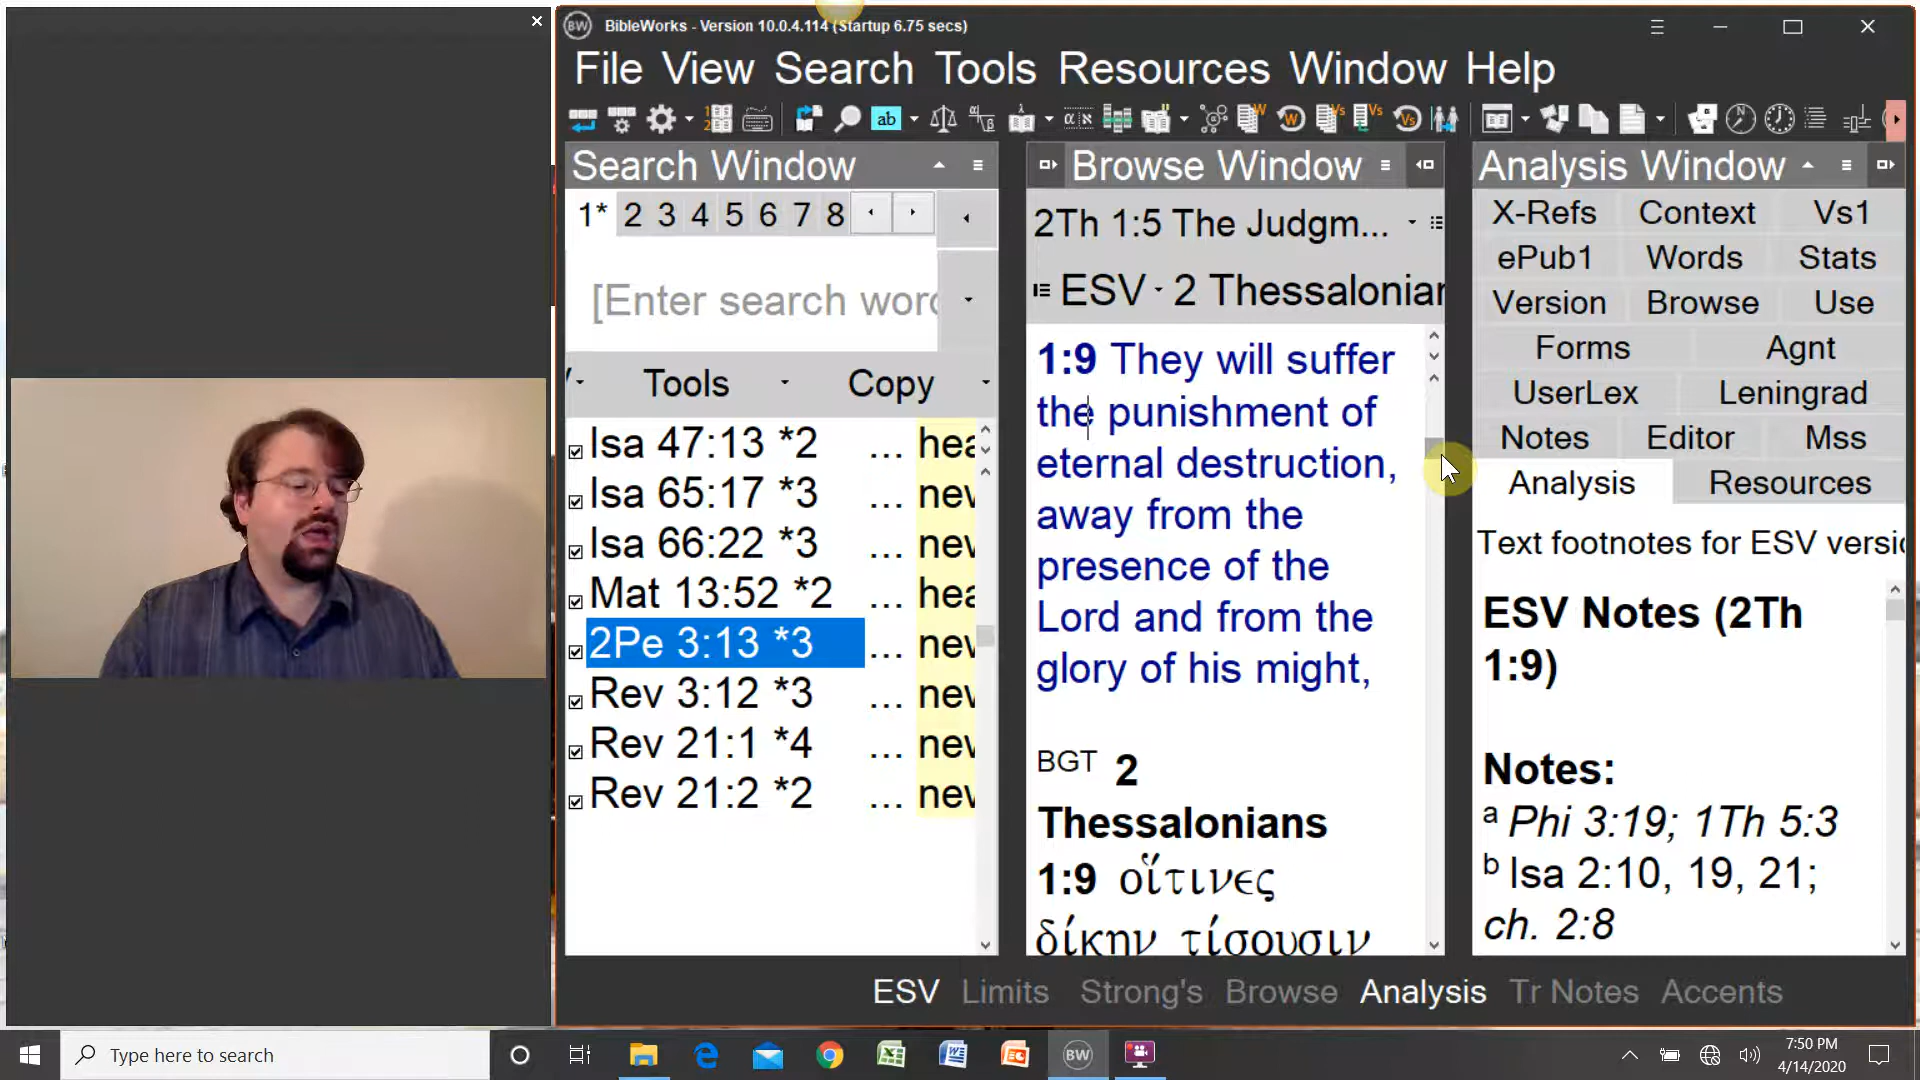 BibleWorks - Version 10.0.4.114 (Startup 6.75 secs)
File View Search Tools Resources Window Help
Search Window
1* 2 3 4 5 6 7 8
[Enter search word
Tools Copy
Isa 47:13 *2 ... hea
Isa 65:17 *3 ... new
Isa 66:22 *3 ... new
Mat 13:52 *2 ... hea
2Pe 3:13 *3 ... new
Rev 3:12 *3 ... new
Rev 21:1 *4 ... new
Rev 21:2 *2 ... new
Browse Window
2Th 1:5 The Judgm...
ESV 2 Thessalonian
1:9 They will suffer
the punishment of
eternal destruction,
away from the
presence of the
Lord and from the
glory of his might,
BGT 2
Thessalonians
1:9 οἵτινες
δίκην τίσουσιν
Analysis Window
X-Refs Context Vs1
ePub1 Words Stats
Version Browse Use
Forms Agnt
UserLex Leningrad
Notes Editor Mss
Analysis Resources
Text footnotes for ESV versio
ESV Notes (2Th
1:9)
Notes:
a Phi 3:19; 1Th 5:3
b Isa 2:10, 19, 21;
ch. 2:8
ESV Limits Strong's Browse Analysis Tr Notes Accents
Type here to search
BW
7:50 PM
4/14/2020